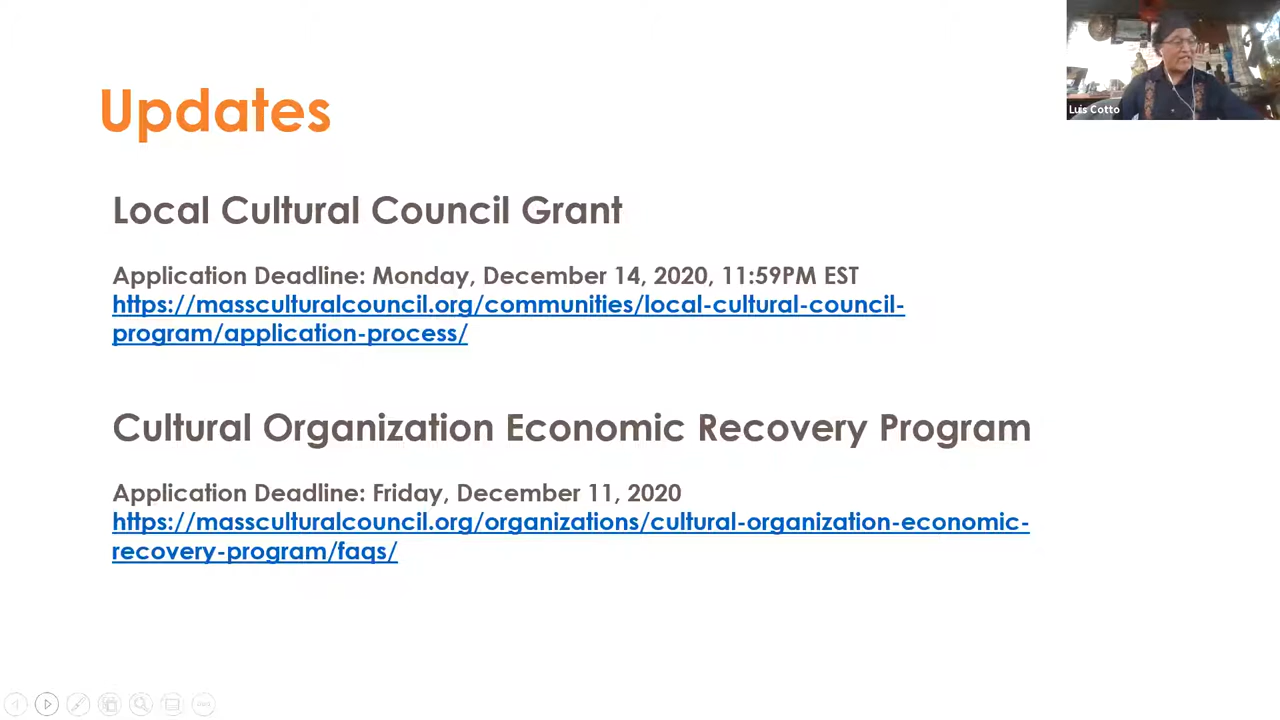 Luis Cotto
Updates
Local Cultural Council Grant
Application Deadline: Monday, December 14, 2020, 11:59PM EST
https://massculturalcouncil.org/communities/local-cultural-council-
program/application-process/
Cultural Organization Economic Recovery Program
Application Deadline: Friday, December 11, 2020
https://massculturalcouncil.org/organizations/cultural-organization-economic-
recovery-program/faqs/